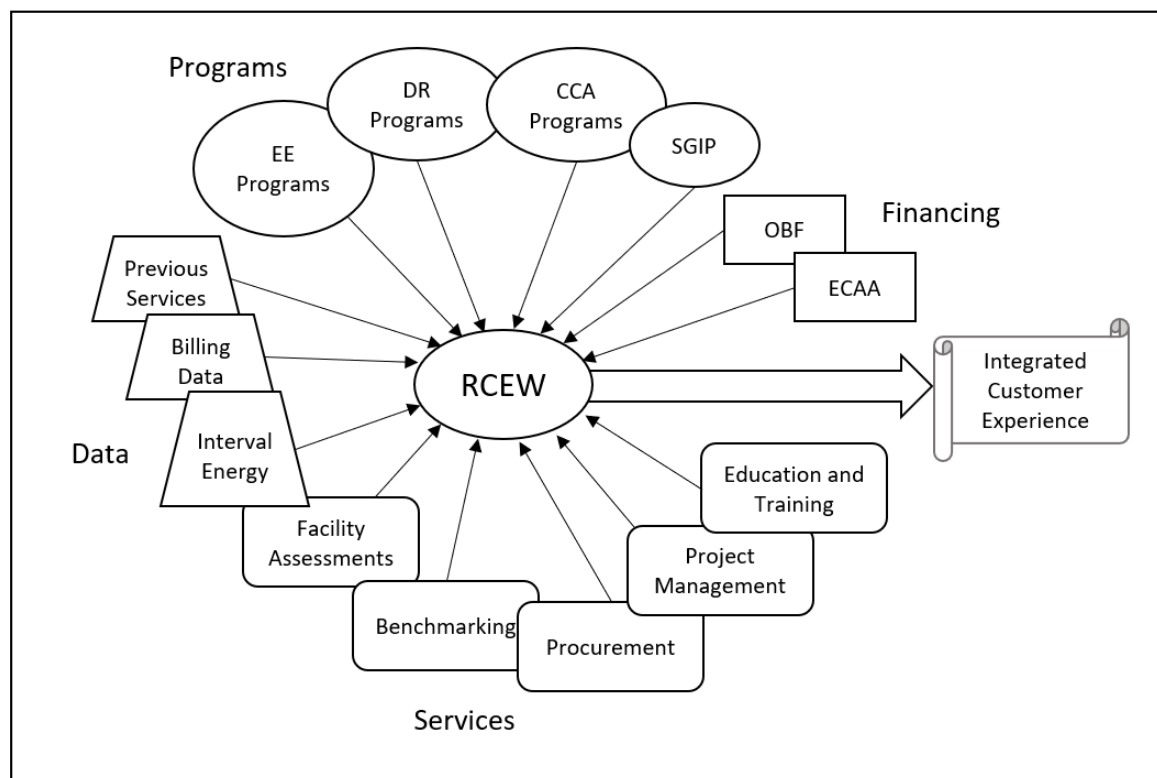 Programs
DR
Programs
CCA
Programs
EE
Programs
SGIP
Financing
OBF
ECAA
Previous
Services
Billing
Data
Interval
Energy
Data
RCEW
Integrated
Customer
Experience
Education and
Training
Facility
Assessments
Project
Management
Benchmarking
Procurement
Services